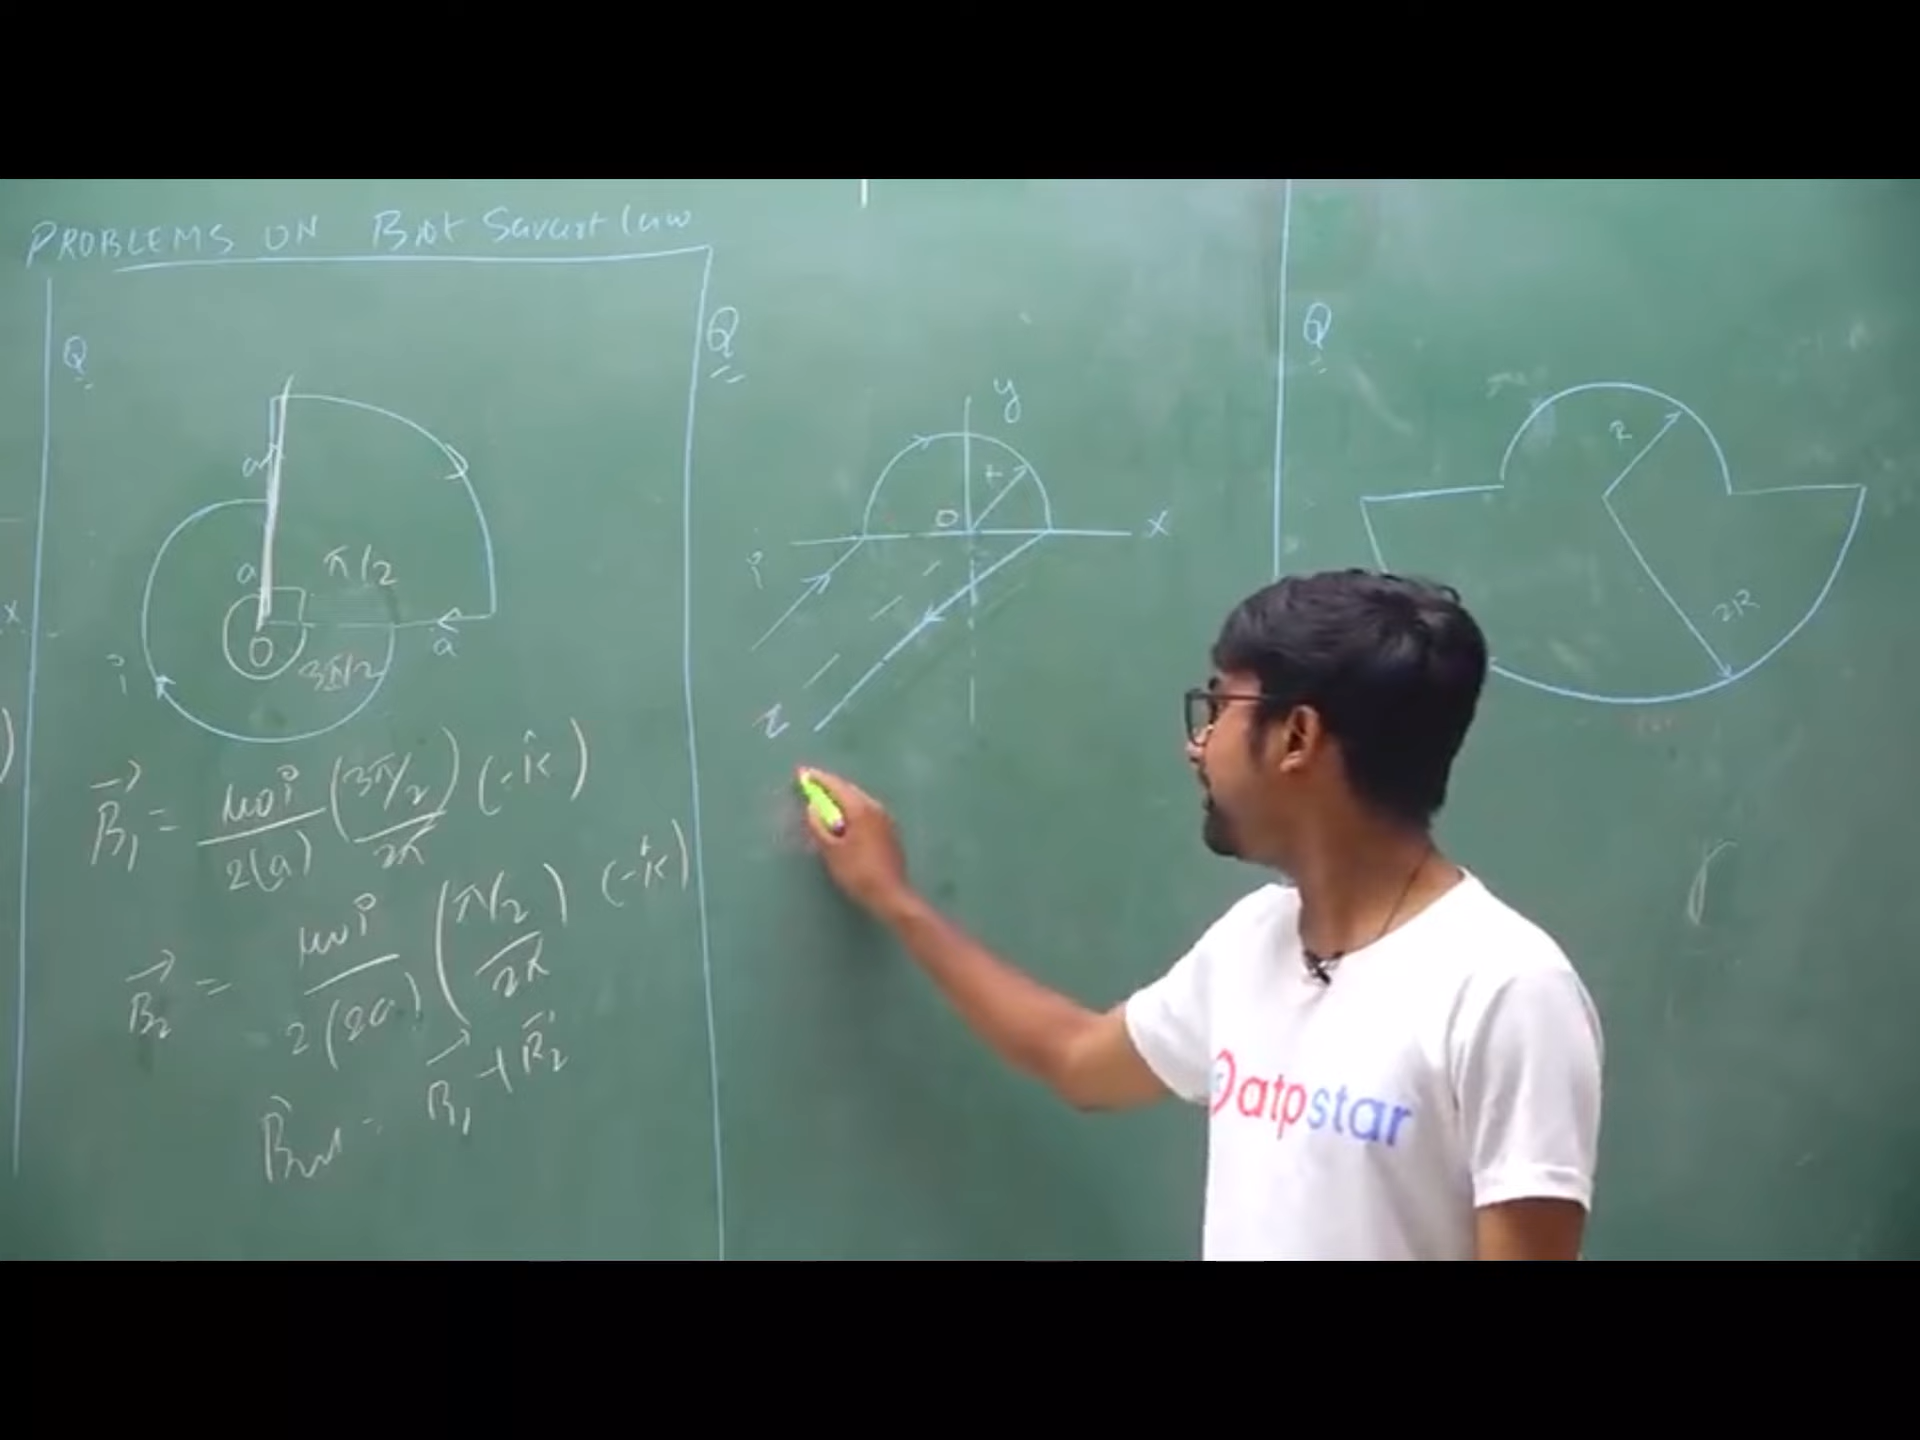 PROBLEMS ON Biot Savart law
Q
a
a
π/2
O
3π/2
a
i
B₁ = μ₀i/2(a) (3π/2/2π) (-k̂)
B₂ = μ₀i/2(2a) (π/2/2π) (-k̂)
Bnet = B₁ + B₂
Q
y
r
O
x
i
z
Q
R
2R
atpstar